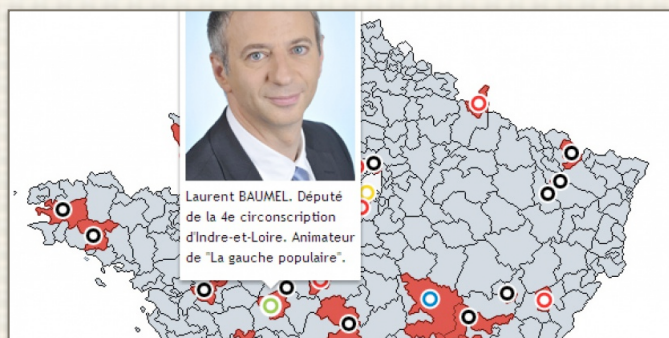 Laurent BAUMEL. Député
de la 4e circonscription
d'Indre-et-Loire. Animateur
de "La gauche populaire".